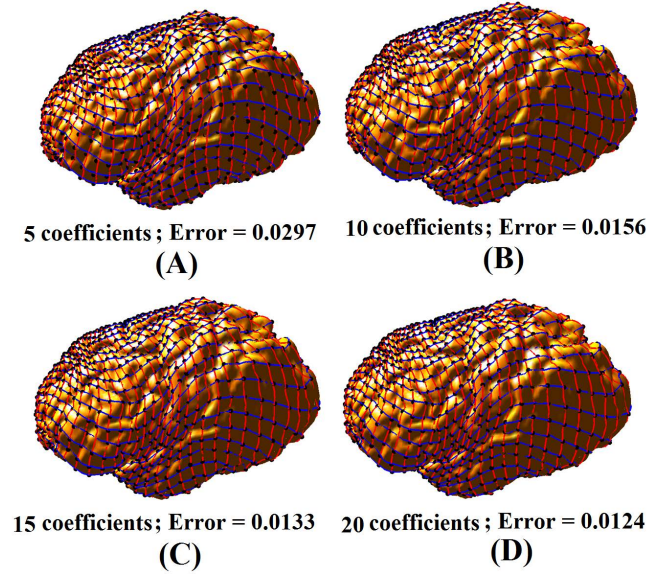 5 coefficients ; Error = 0.0297
(A)
10 coefficients ; Error = 0.0156
(B)
15 coefficients ; Error = 0.0133
(C)
20 coefficients ; Error = 0.0124
(D)